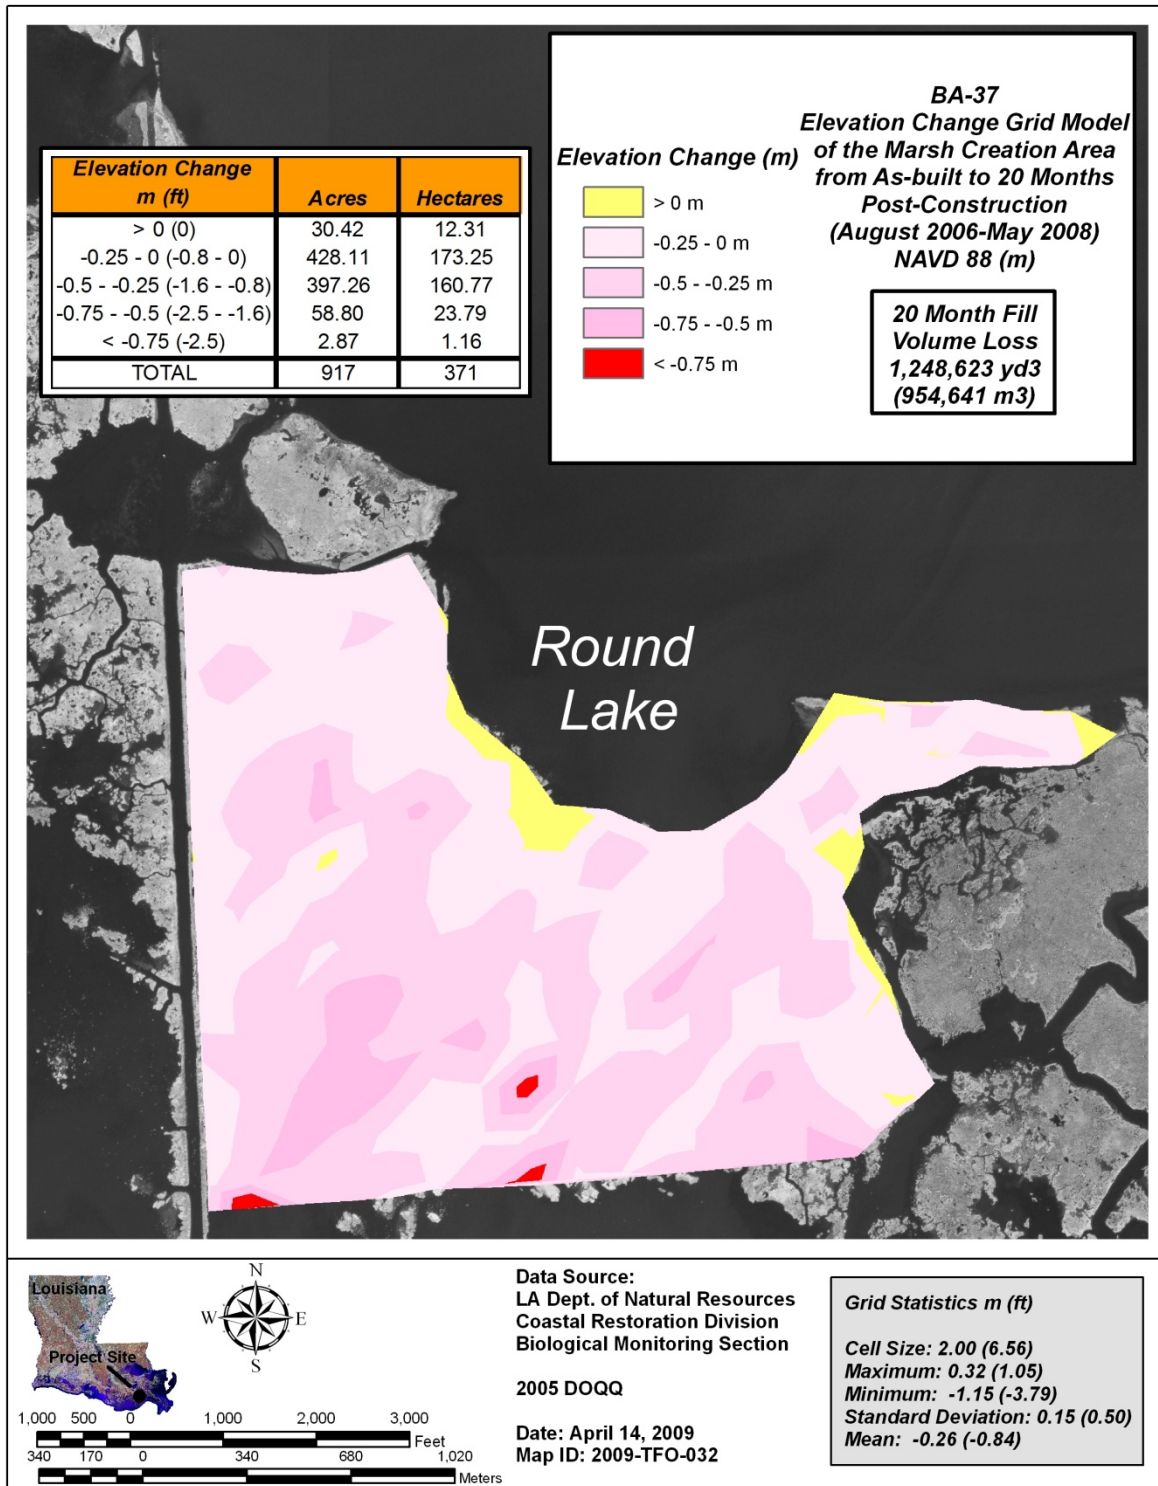 BA-37
Elevation Change Grid Model
of the Marsh Creation Area
from As-built to 20 Months
Post-Construction
(August 2006-May 2008)
NAVD 88 (m)
20 Month Fill
Volume Loss
1,248,623 yd3
(954,641 m3)
Elevation Change (m)
> 0 m
-0.25 - 0 m
-0.5 - -0.25 m
-0.75 - -0.5 m
< -0.75 m
Elevation Change
m (ft) Acres Hectares
> 0 (0) 30.42 12.31
-0.25 - 0 (-0.8 - 0) 428.11 173.25
-0.5 - -0.25 (-1.6 - -0.8) 397.26 160.77
-0.75 - -0.5 (-2.5 - -1.6) 58.80 23.79
< -0.75 (-2.5) 2.87 1.16
TOTAL 917 371
Round
Lake
Louisiana
Project Site
N
W E
S
1,000 500 0 1,000 2,000 3,000
Feet
340 170 0 340 680 1,020
Meters
Data Source:
LA Dept. of Natural Resources
Coastal Restoration Division
Biological Monitoring Section
2005 DOQQ
Date: April 14, 2009
Map ID: 2009-TFO-032
Grid Statistics m (ft)
Cell Size: 2.00 (6.56)
Maximum: 0.32 (1.05)
Minimum: -1.15 (-3.79)
Standard Deviation: 0.15 (0.50)
Mean: -0.26 (-0.84)